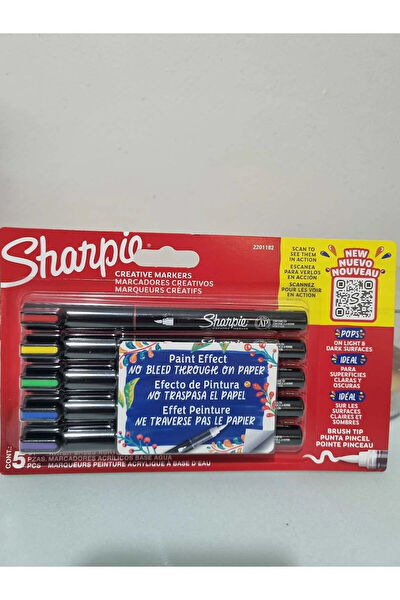 Sharpie
CREATIVE MARKERS
MARCADORES CREATIVOS
MARQUEURS CRÉATIFS
2201182
SCAN TO
SEE THEM
IN ACTION
ESCANEA
PARA VERLOS
EN ACCIÓN
SCANNEZ
POUR LES VOIR
EN ACTION
NEW
NUEVO
NOUVEAU
Sharpie
POPS
ON LIGHT &
DARK SURFACES
IDEAL
PARA
SUPERFICIES
CLARAS Y
OSCURAS
IDÉAL
SUR LES
SURFACES
CLAIRES ET
SOMBRES
BRUSH TIP
PUNTA PINCEL
POINTE PINCEAU
Paint Effect
NO BLEED THROUGH ON PAPER
Efecto de Pintura
NO TRASPASA EL PAPEL
Effet Peinture
NE TRAVERSE PAS LE PAPIER
CONT.:
5
PZAS. MARCADORES ACRÍLICOS BASE AGUA
PCS MARQUEURS PEINTURE ACRYLIQUE À BASE D'EAU